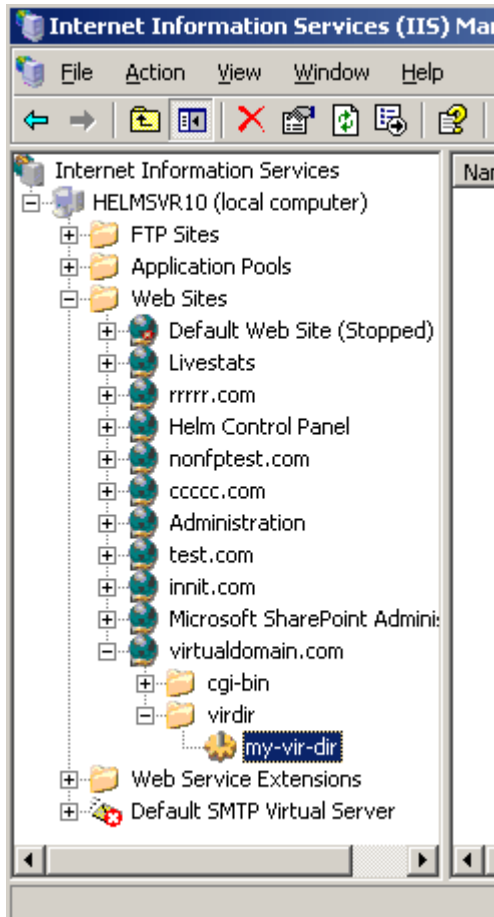 Internet Information Services (IIS) Mar
File Action View Window Help
Internet Information Services
Nar
HELMSVR10 (local computer)
FTP Sites
Application Pools
Web Sites
Default Web Site (Stopped)
Livestats
rrrrr.com
Helm Control Panel
nonfptest.com
ccccc.com
Administration
test.com
innit.com
Microsoft SharePoint Adminis
virtualdomain.com
cgi-bin
virdir
my-vir-dir
Web Service Extensions
Default SMTP Virtual Server